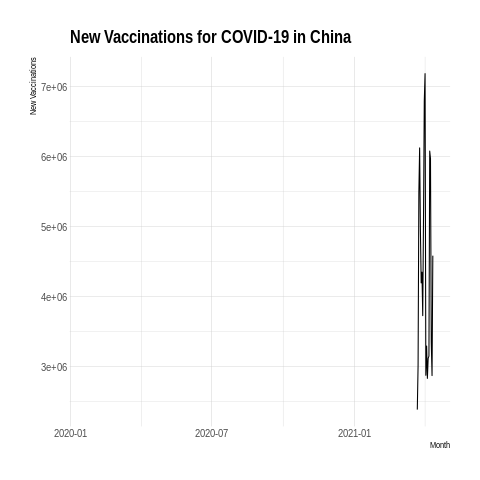 New Vaccinations for COVID-19 in China
New Vaccinations
7e+06
6e+06
5e+06
4e+06
3e+06
2020-01
2020-07
2021-01
Month